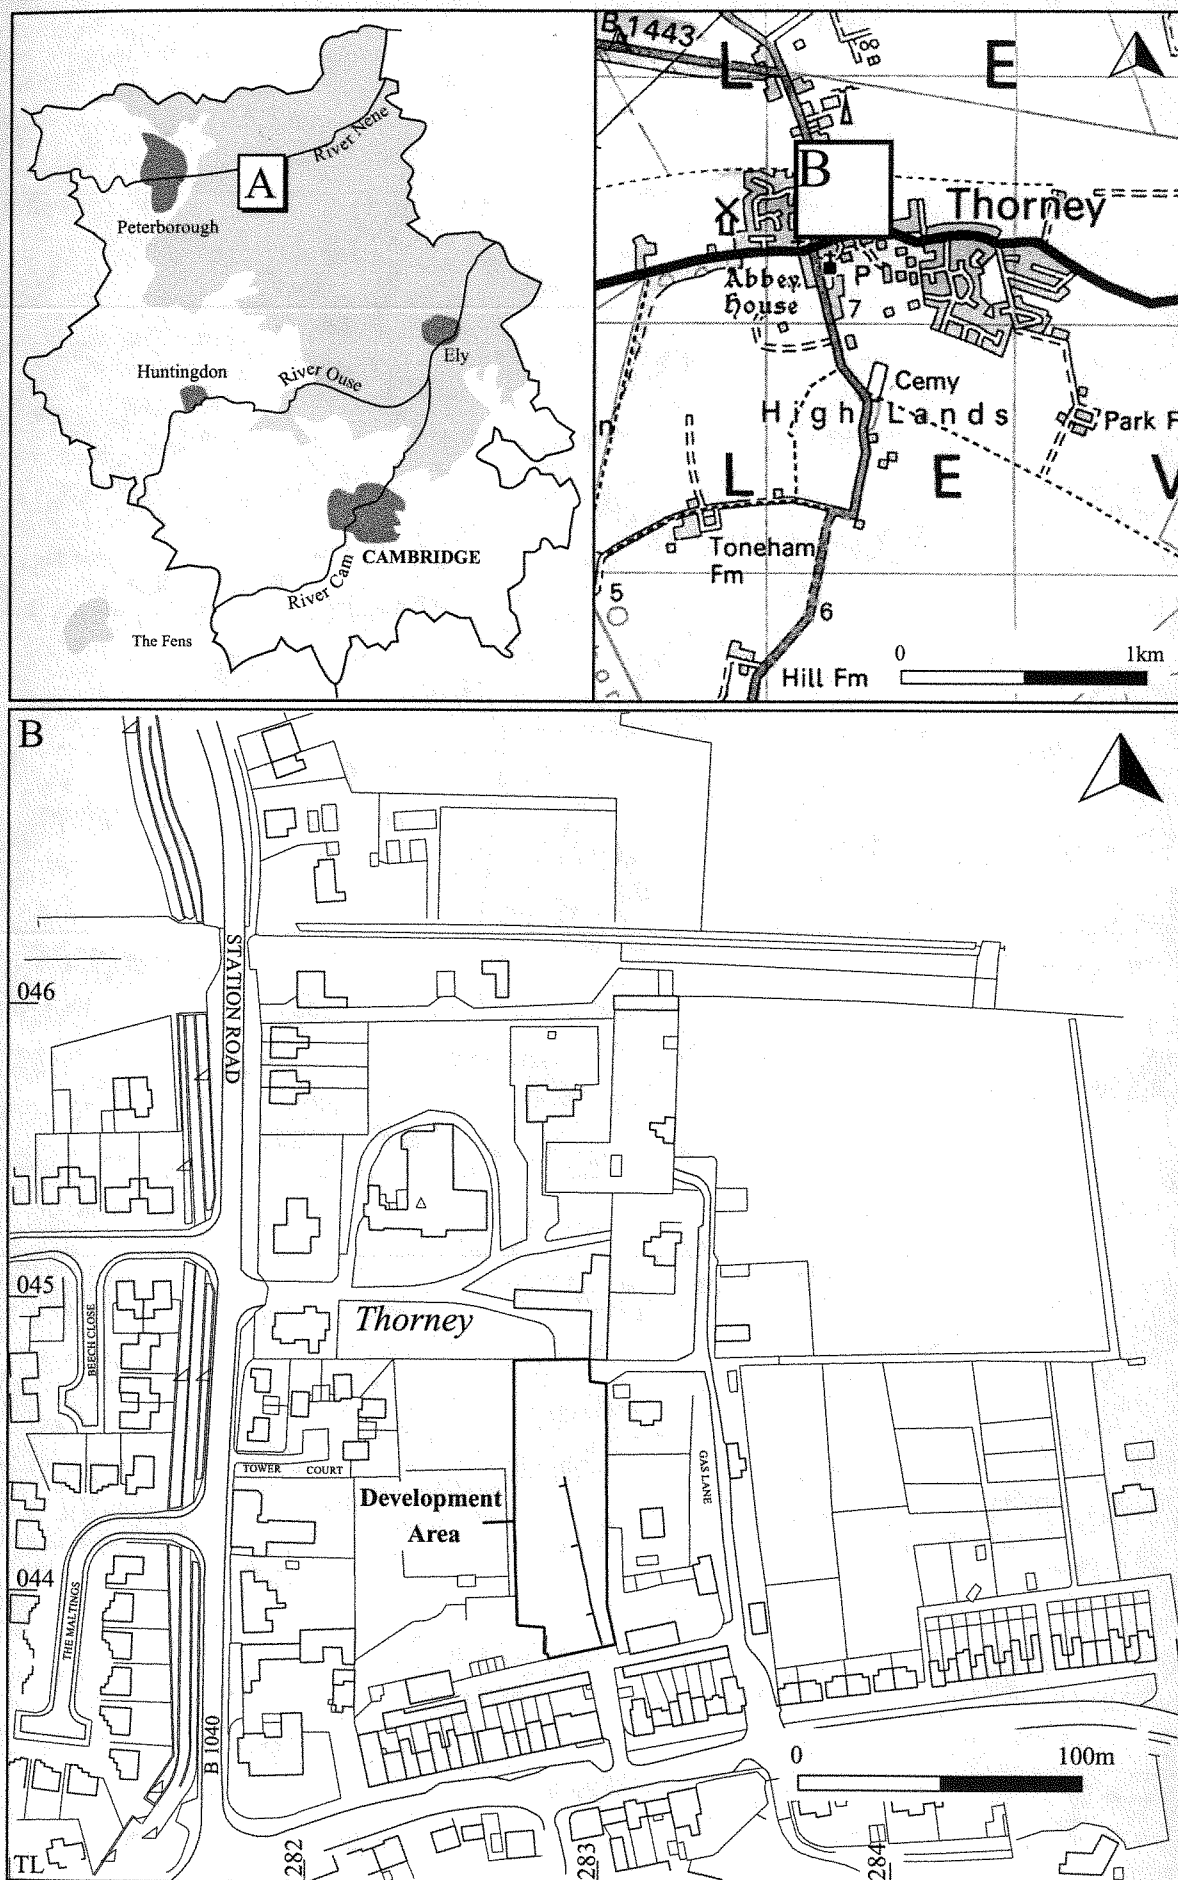 River Nene
A
Peterborough
Ely
Huntingdon
River Ouse
CAMBRIDGE
River Cam
The Fens
B 1443
L
E
B
Thorney
Abbey
House
P
7
Cemy
High Lands
Park F
n
L
E
V
Toneham
Fm
5
6
0
1km
Hill Fm
B
STATION ROAD
046
045
BEECH CLOSE
Thorney
TOWER COURT
GAS LANE
Development
Area
044
THE MALTINGS
B 1040
0
100m
TL
282
283
284